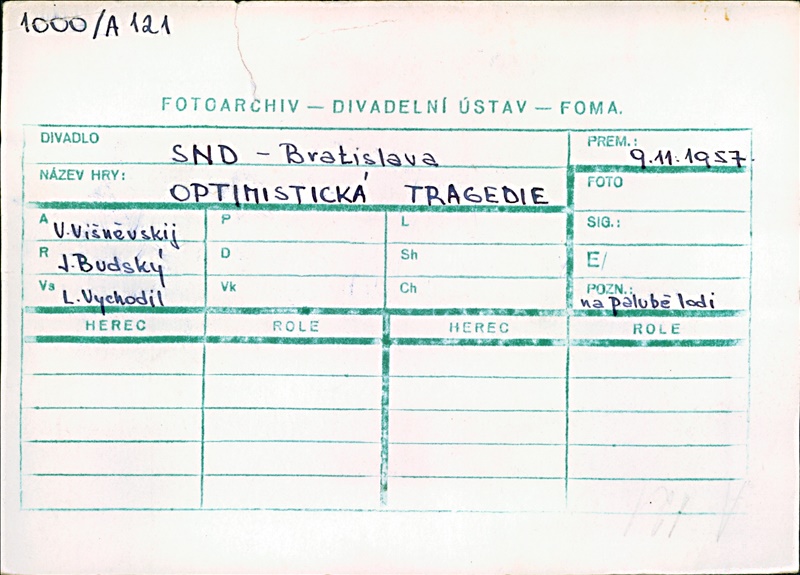 1000/A 121
FOTOARCHIV — DIVADELNÍ ÚSTAV — FOMA.
DIVADLO SND - Bratislava PREM.: 9.11.1957.
NÁZEV HRY: OPTIMISTICKÁ TRAGEDIE FOTO
A V. Višněvskij P L SIG.:
R J. Budský D Sh E/
Vs L. Vychodil Vk Ch POZN.: na palubě lodi
HEREC ROLE HEREC ROLE